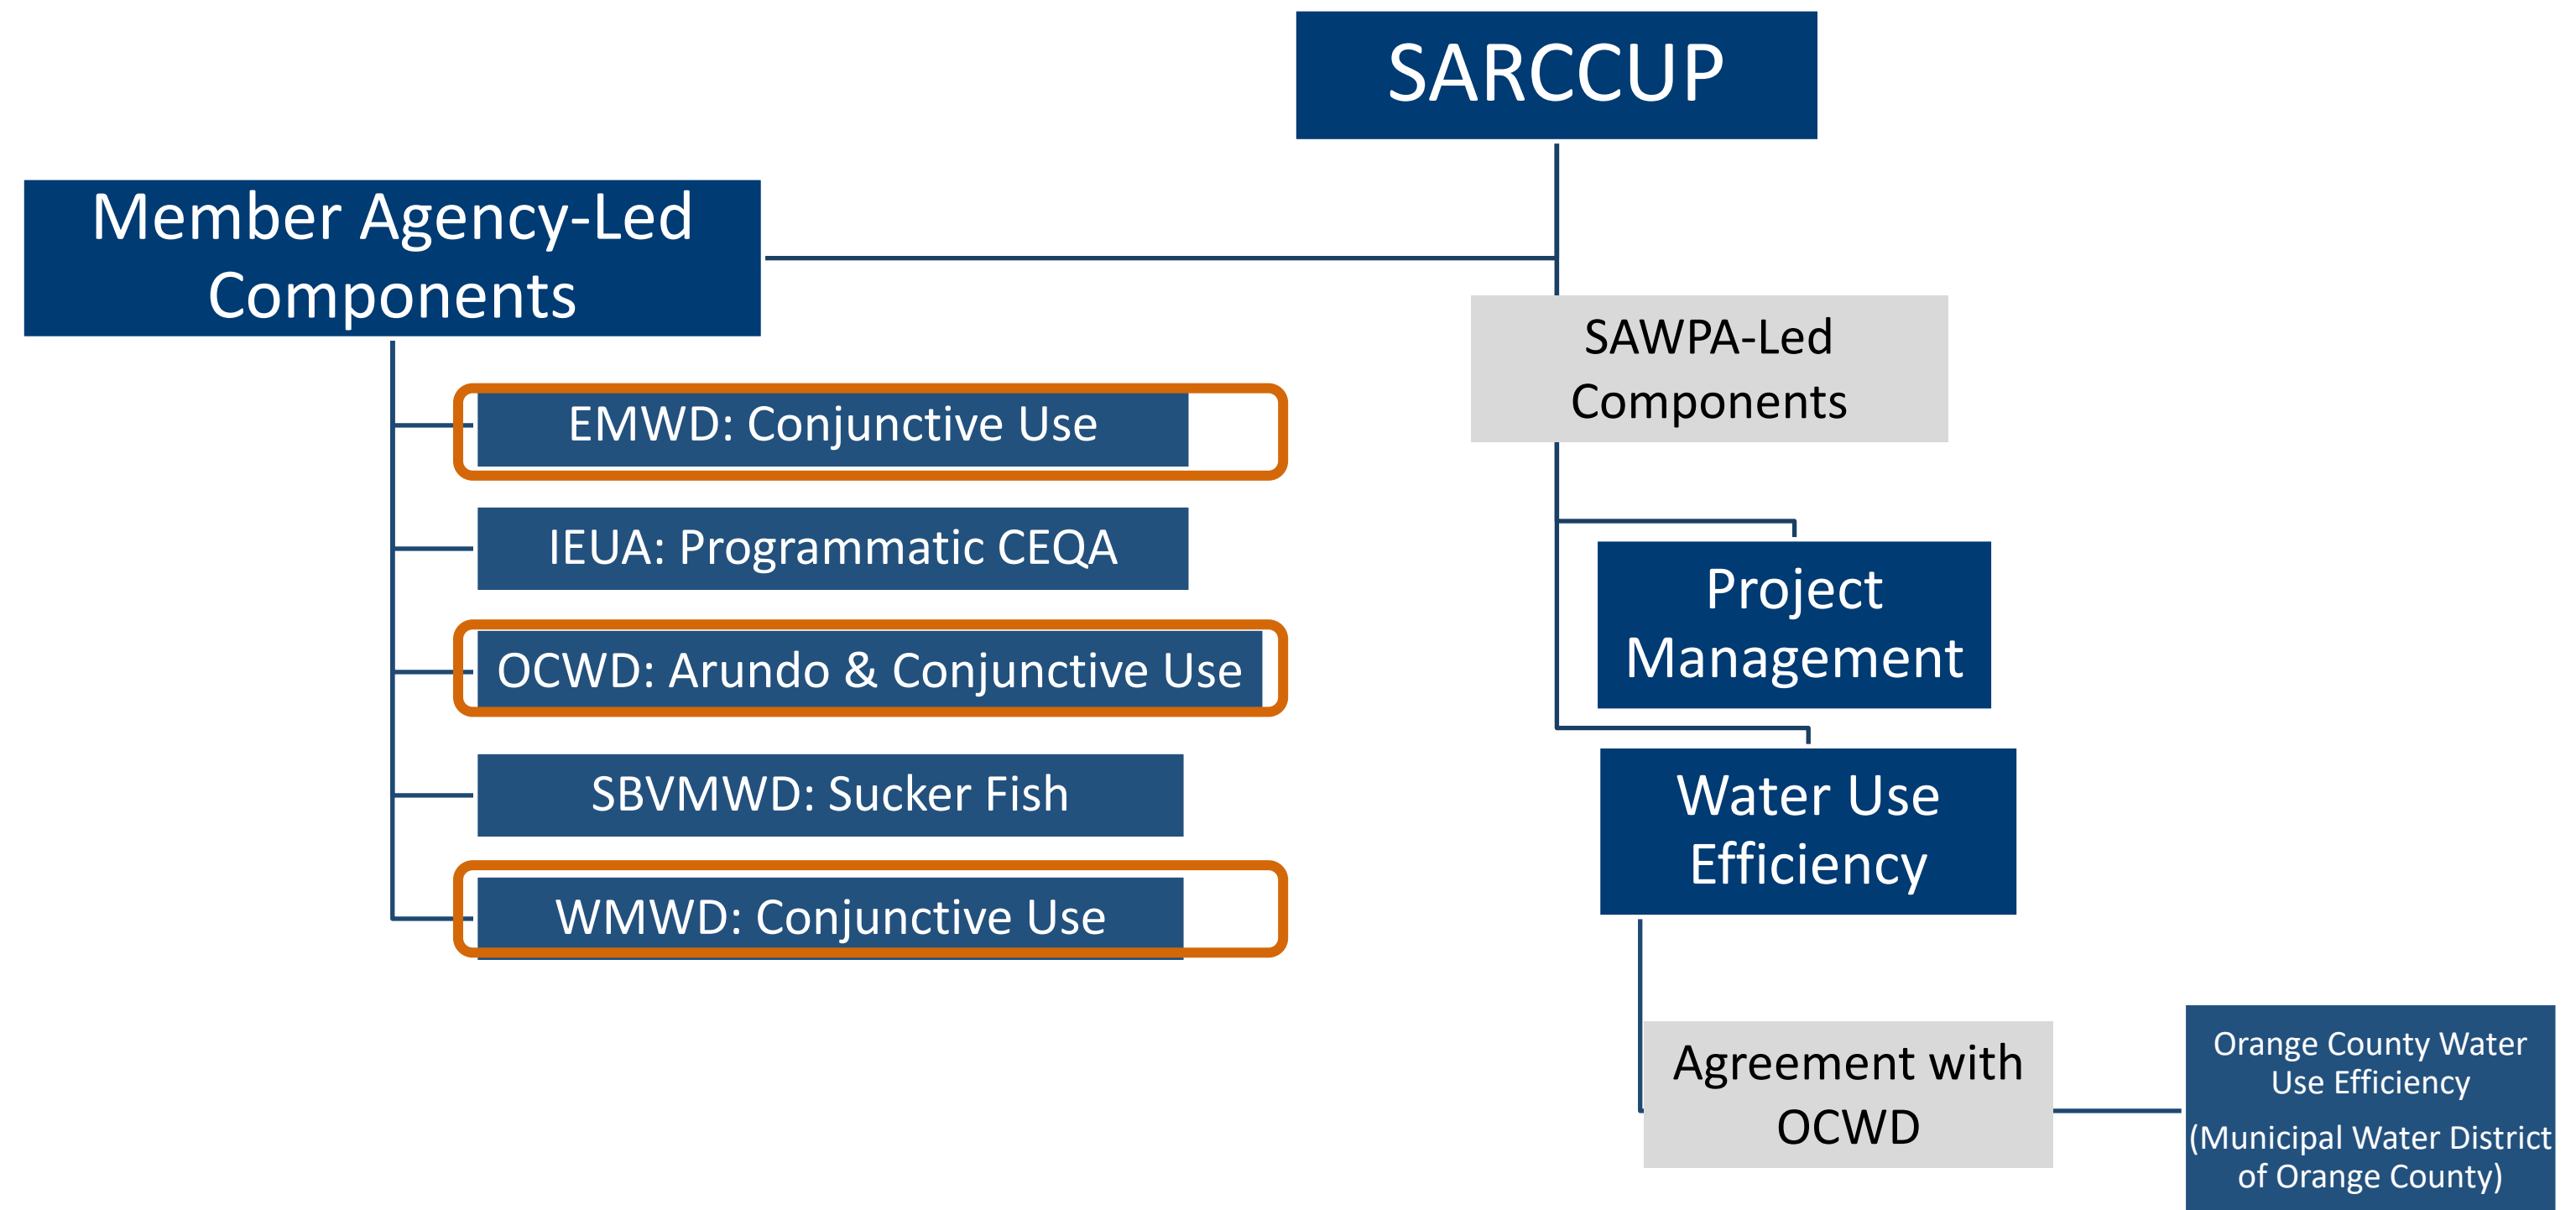 SARCCUP
Member Agency-Led
Components
EMWD: Conjunctive Use
IEUA: Programmatic CEQA
OCWD: Arundo & Conjunctive Use
SBVMWD: Sucker Fish
WMWD: Conjunctive Use
SAWPA-Led
Components
Project
Management
Water Use
Efficiency
Agreement with
OCWD
Orange County Water
Use Efficiency
(Municipal Water District
of Orange County)